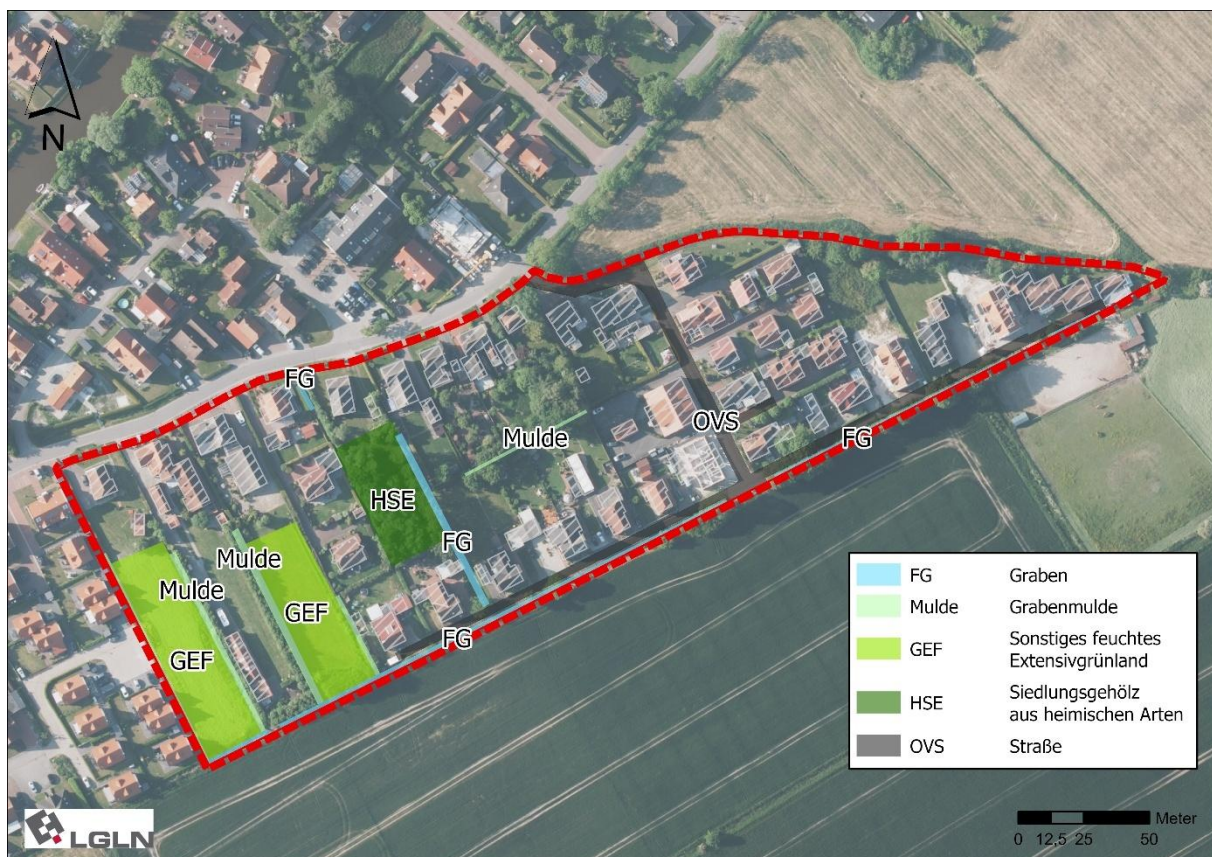 N
FG
OVS
Mulde
FG
HSE
FG
Mulde
Mulde
GEF
GEF
FG
FG Graben
Mulde Grabenmulde
GEF Sonstiges feuchtes
Extensivgrünland
HSE Siedlungsgehölz
aus heimischen Arten
OVS Straße
LGLN
Meter
0 12,5 25 50